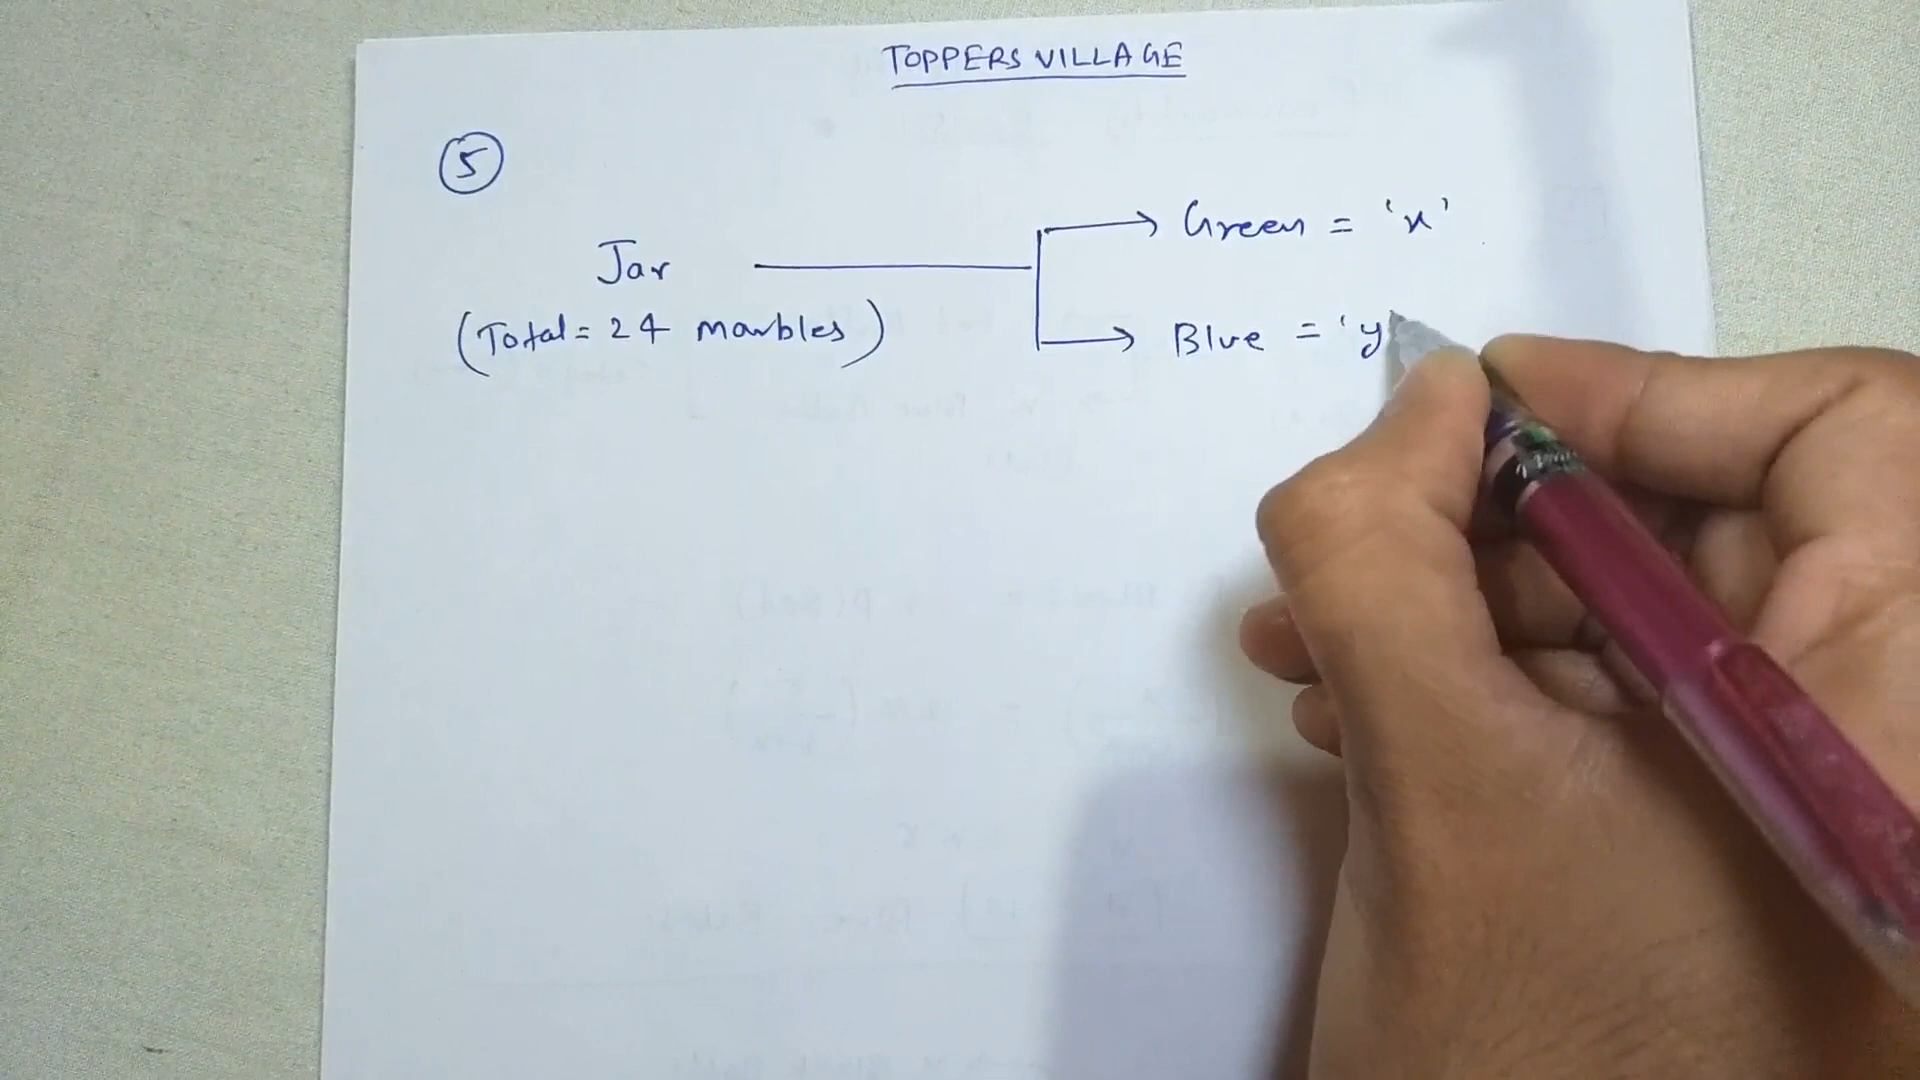 TOPPERS VILLAGE
5
Jar
(Total = 24 marbles)
Green = 'x'
Blue = 'y